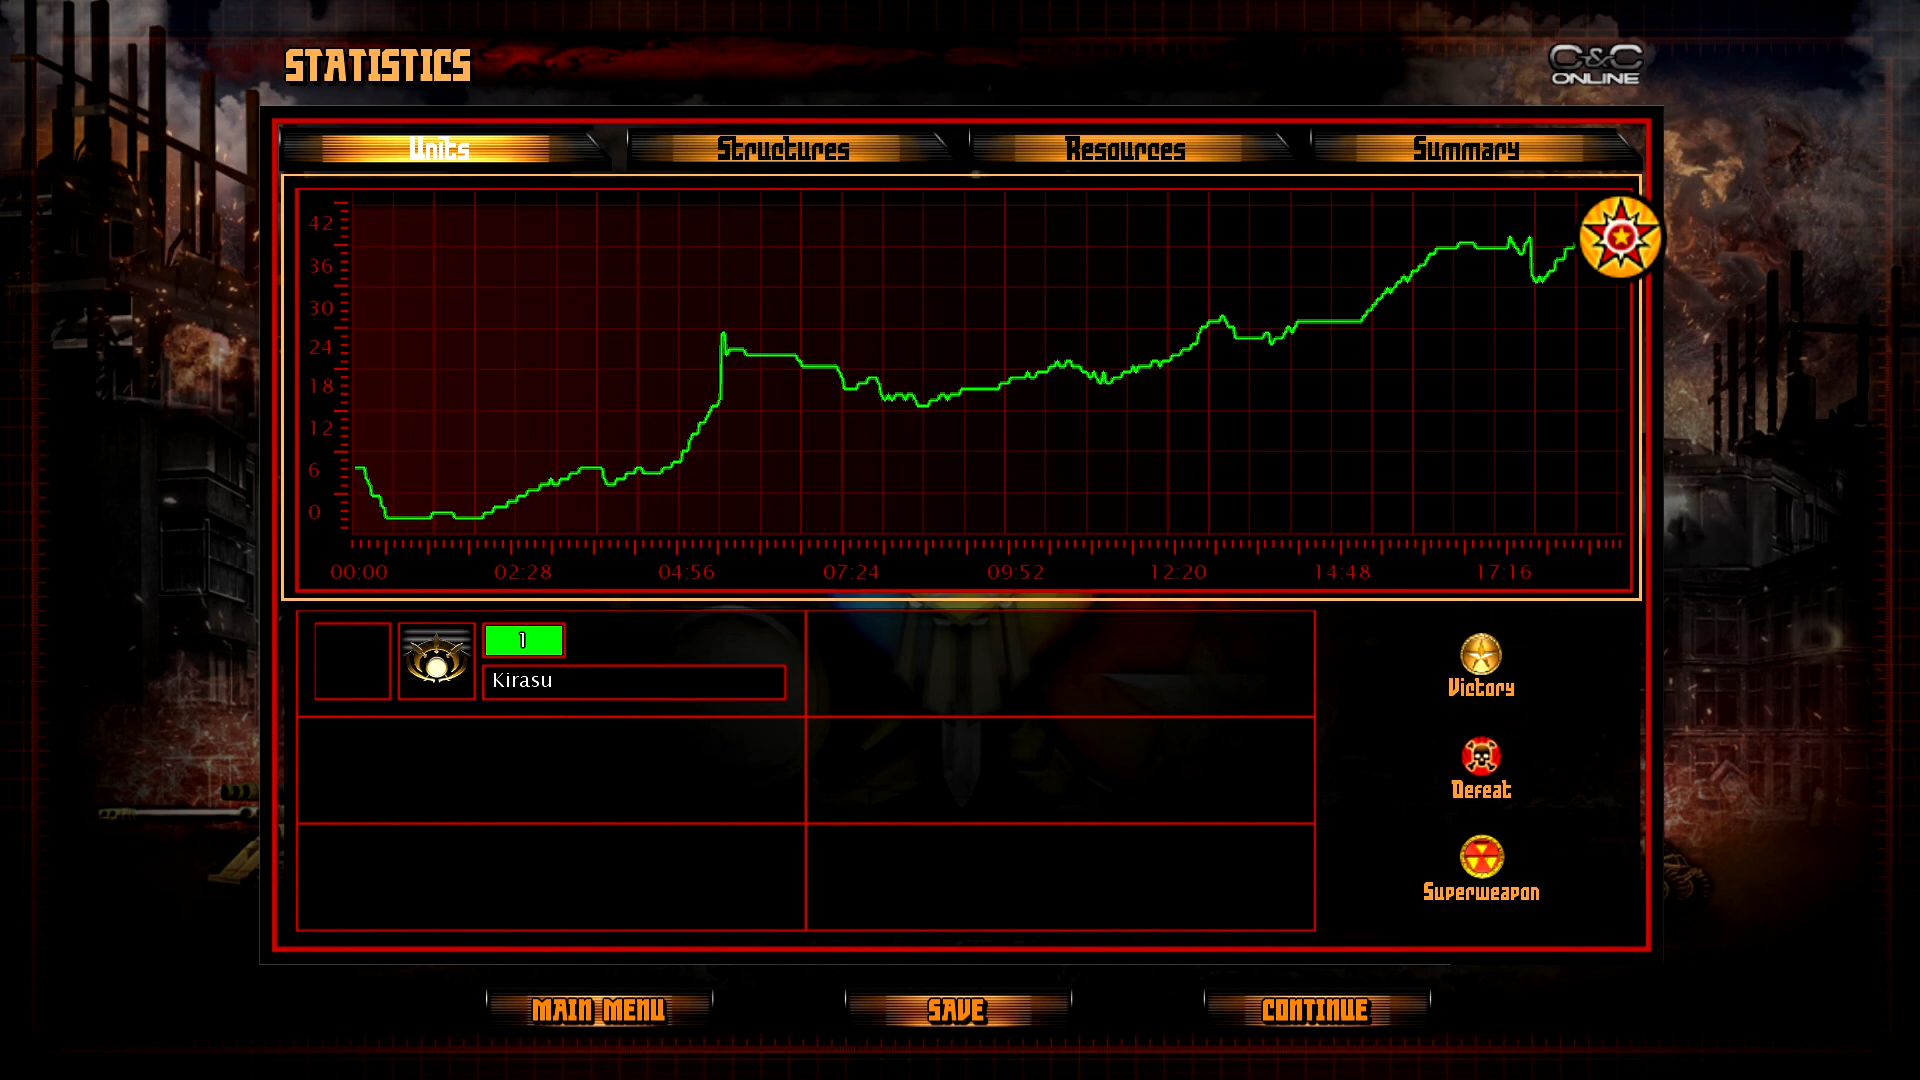 STATISTICS
C&C
ONLINE
Units
Structures
Resources
Summary
42
36
30
24
18
12
6
0
00:00
02:28
04:56
07:24
09:52
12:20
14:48
17:16
1
Kirasu
Victory
Defeat
Superweapon
MAIN MENU
SAVE
CONTINUE